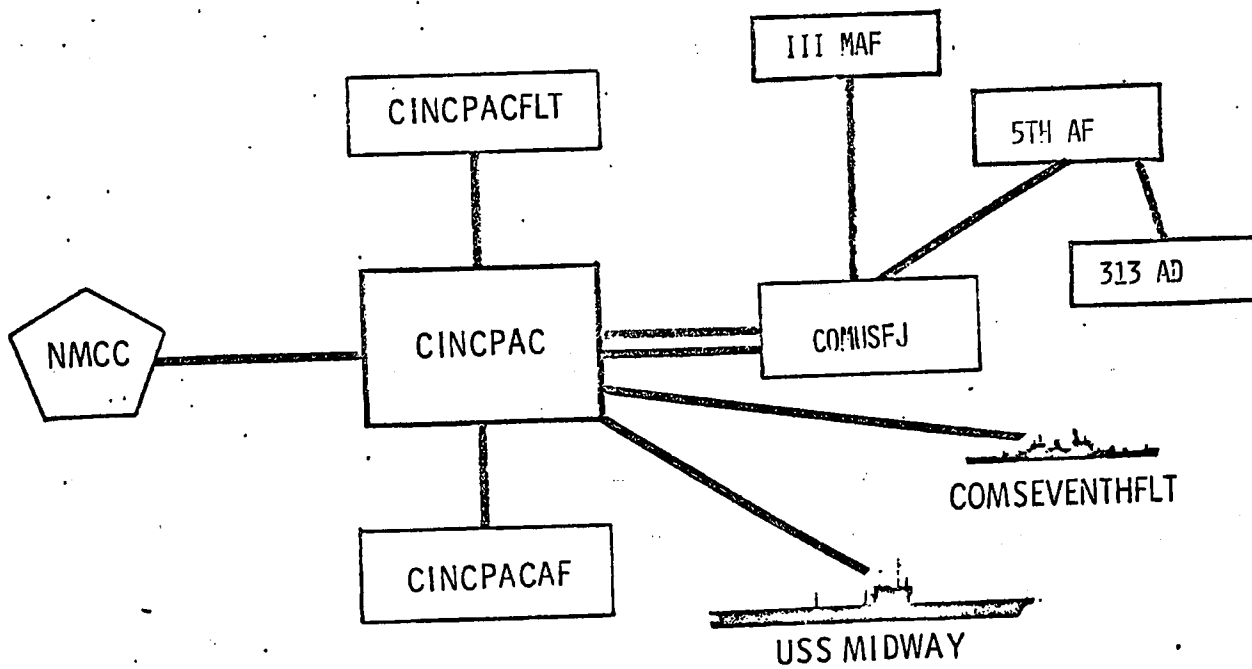 III MAF
CINCPACFLT
5TH AF
313 AD
NMCC
CINCPAC
COMUSFJ
COMSEVENTHFLT
CINCPACAF
USS MIDWAY